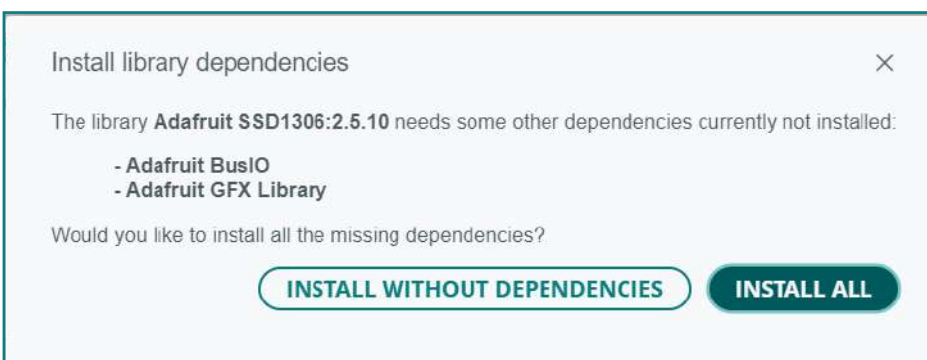 Install library dependencies
The library Adafruit SSD1306:2.5.10 needs some other dependencies currently not installed:
- Adafruit BusIO
- Adafruit GFX Library
Would you like to install all the missing dependencies?
INSTALL WITHOUT DEPENDENCIES INSTALL ALL